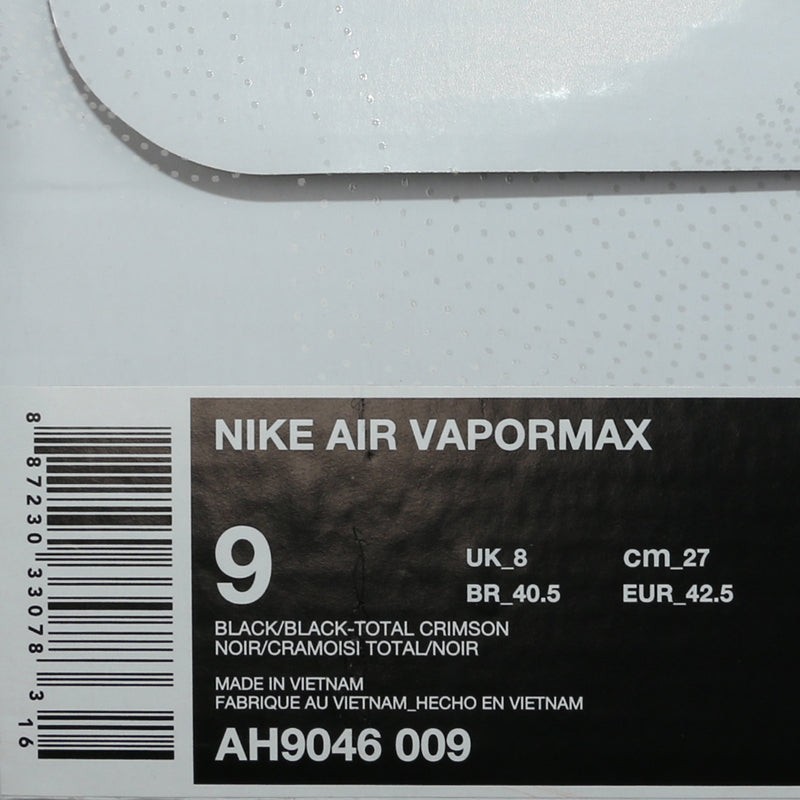 NIKE AIR VAPORMAX
9
UK_8 cm_27
BR_40.5 EUR_42.5
BLACK/BLACK-TOTAL CRIMSON
NOIR/CRAMOISI TOTAL/NOIR
MADE IN VIETNAM
FABRIQUE AU VIETNAM_HECHO EN VIETNAM
AH9046 009
8 87230 33078 3 16